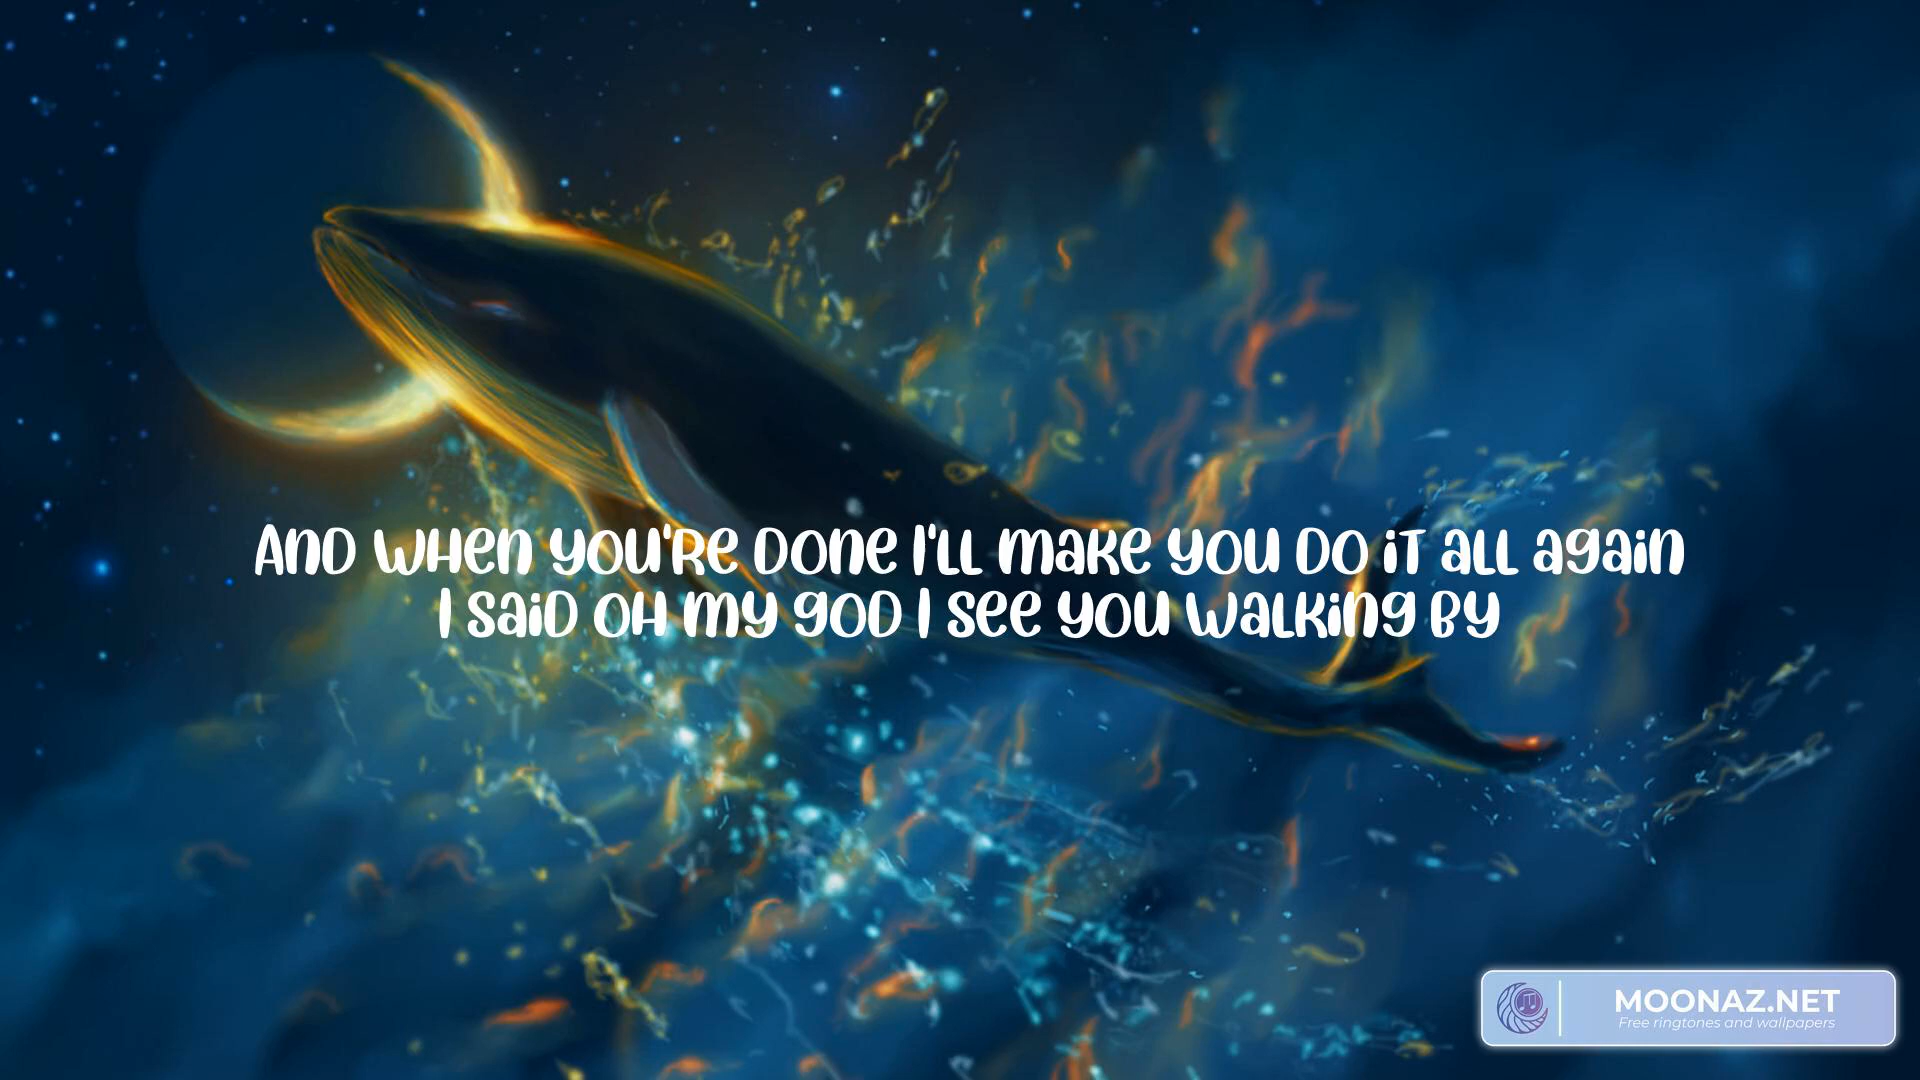 And when you're done I'll make you do it all again
I said oh my god I see you walking by
MOONAZ.NET
Free ringtones and wallpapers